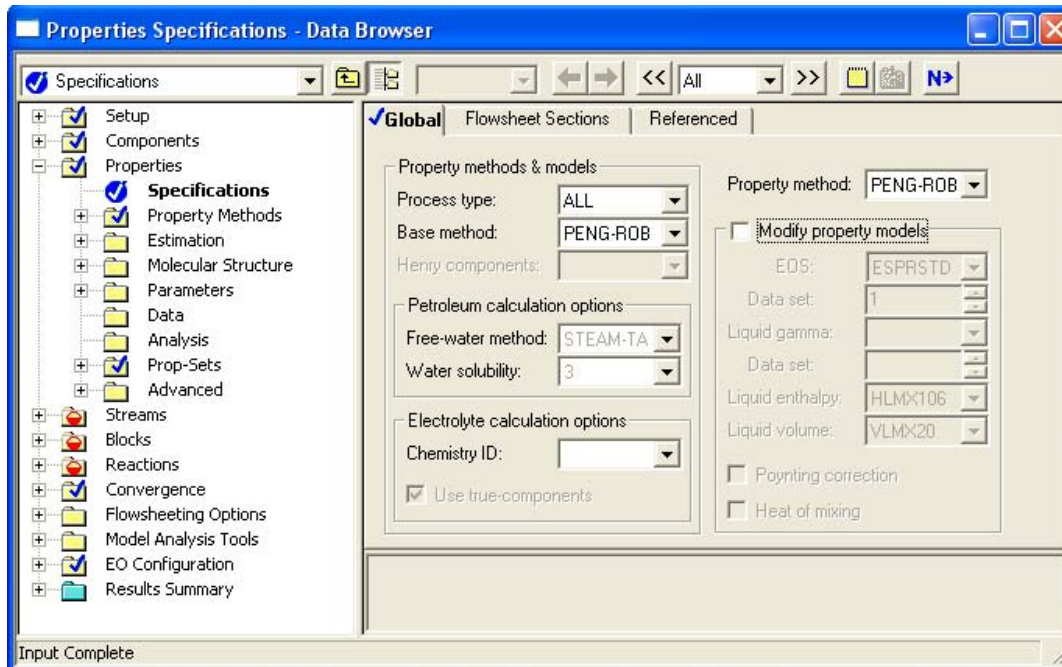 Properties Specifications - Data Browser
Specifications
<< All >> N>
Setup
Components
Properties
Specifications
Property Methods
Estimation
Molecular Structure
Parameters
Data
Analysis
Prop-Sets
Advanced
Streams
Blocks
Reactions
Convergence
Flowsheeting Options
Model Analysis Tools
EO Configuration
Results Summary
Global Flowsheet Sections Referenced
Property methods & models
Process type: ALL
Base method: PENG-ROB
Henry components:
Petroleum calculation options
Free-water method: STEAM-TA
Water solubility: 3
Electrolyte calculation options
Chemistry ID:
Use true-components
Property method: PENG-ROB
Modify property models
EOS: ESPRSTD
Data set: 1
Liquid gamma:
Data set:
Liquid enthalpy: HLMX106
Liquid volume: VLMX20
Poynting correction
Heat of mixing
Input Complete